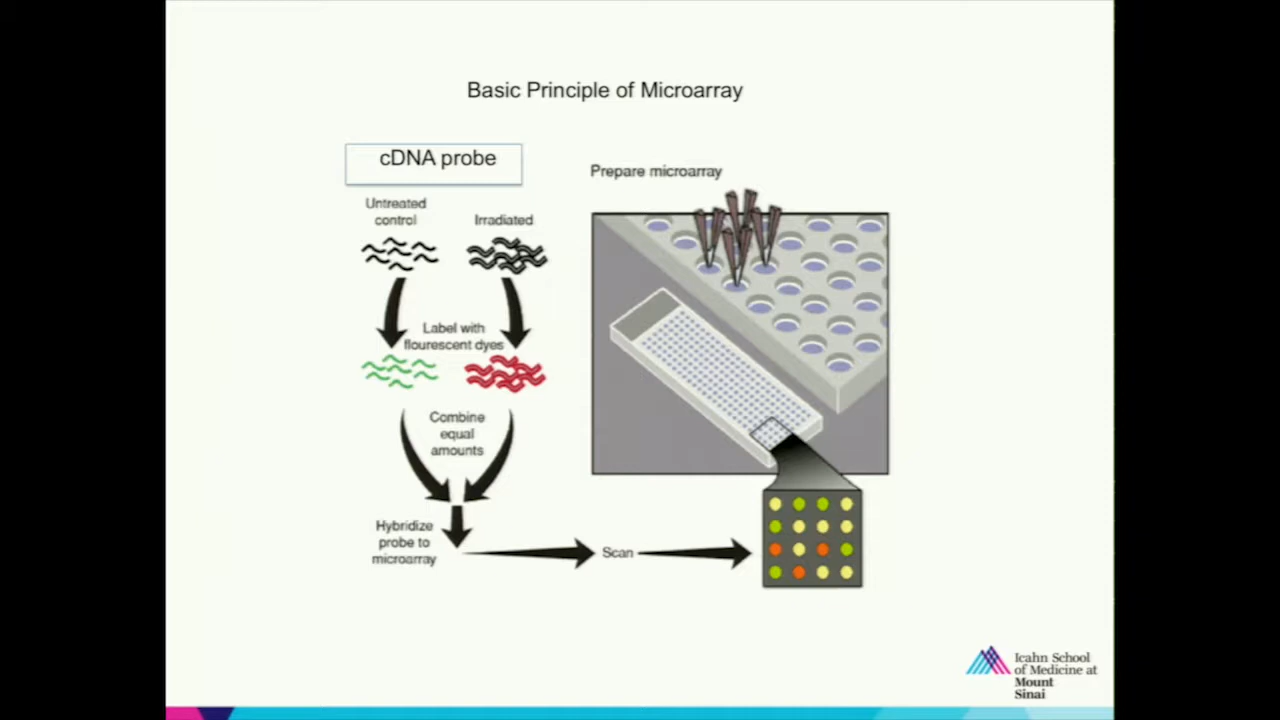 Basic Principle of Microarray
cDNA probe
Untreated
control
Irradiated
Label with
flourescent dyes
Combine
equal
amounts
Hybridize
probe to
microarray
Scan
Prepare microarray
Icahn School
of Medicine at
Mount
Sinai